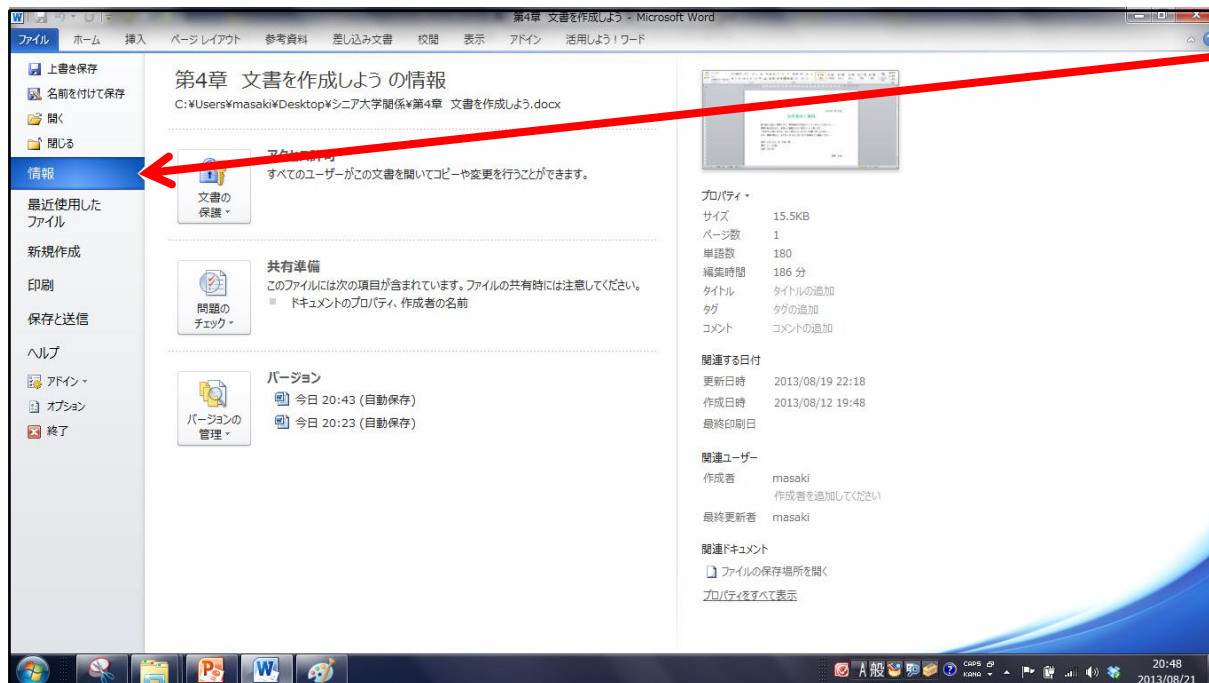 第4章 文書を作成しよう - Microsoft Word
ファイル ホーム 挿入 ページ レイアウト 参考資料 差し込み文書 校閲 表示 アドイン 活用しよう！ワード
上書き保存
名前を付けて保存
開く
閉じる
情報
最近使用した
ファイル
新規作成
印刷
保存と送信
ヘルプ
アドイン
オプション
終了
第4章 文書を作成しよう の情報
C:¥Users¥masaki¥Desktop¥シニア大学関係¥第4章 文書を作成しよう.docx
文書の
保護
アクセス許可
すべてのユーザーがこの文書を開いてコピーや変更を行うことができます。
問題の
チェック
共有準備
このファイルには次の項目が含まれています。ファイルの共有時には注意してください。
ドキュメントのプロパティ、作成者の名前
バージョンの
管理
バージョン
今日 20:43 (自動保存)
今日 20:23 (自動保存)
プロパティ
サイズ 15.5KB
ページ数 1
単語数 180
編集時間 186 分
タイトル タイトルの追加
タグ タグの追加
コメント コメントの追加
関連する日付
更新日時 2013/08/19 22:18
作成日時 2013/08/12 19:48
最終印刷日
関連ユーザー
作成者 masaki
作成者を追加してください
最終更新者 masaki
関連ドキュメント
ファイルの保存場所を開く
プロパティをすべて表示
A 般
CAPS
KANA
20:48
2013/08/21